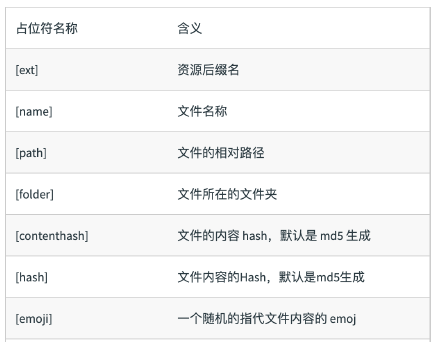 占位符名称 含义
[ext] 资源后缀名
[name] 文件名称
[path] 文件的相对路径
[folder] 文件所在的文件夹
[contenthash] 文件的内容 hash，默认是 md5 生成
[hash] 文件内容的Hash，默认是md5生成
[emoji] 一个随机的指代文件内容的 emoj